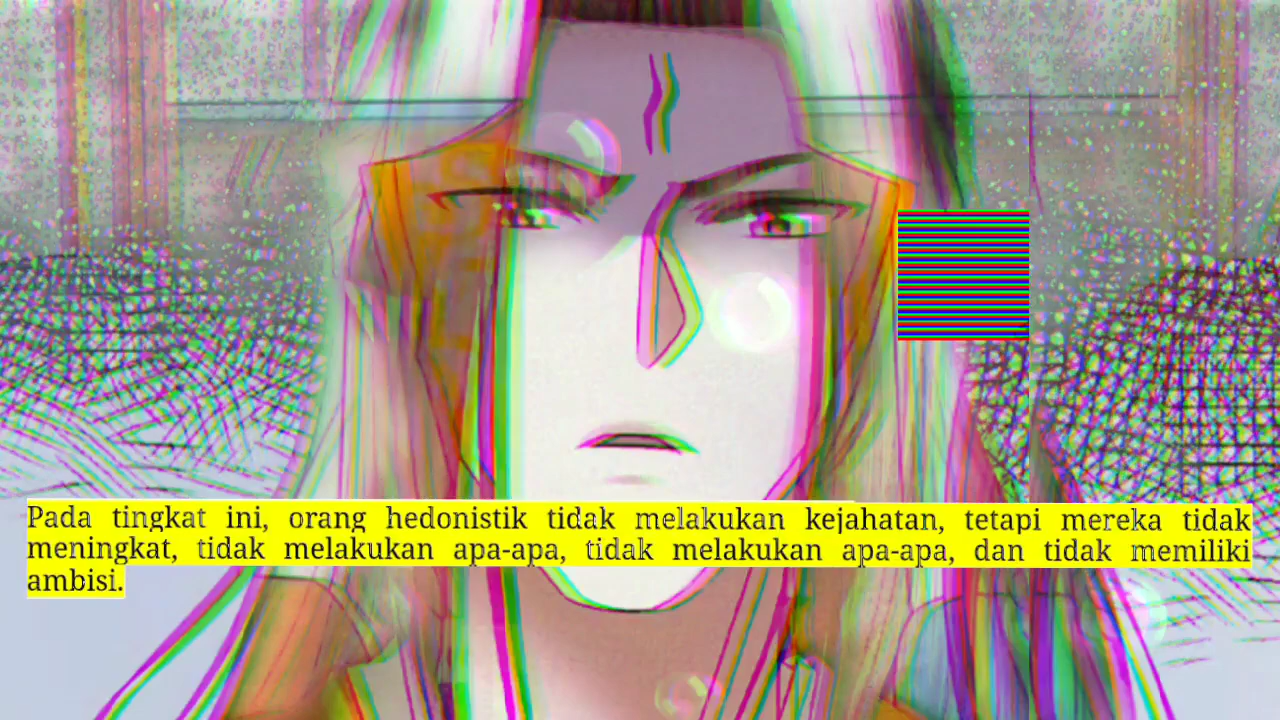 Pada tingkat ini, orang hedonistik tidak melakukan kejahatan, tetapi mereka tidak
meningkat, tidak melakukan apa-apa, tidak melakukan apa-apa, dan tidak memiliki
ambisi.